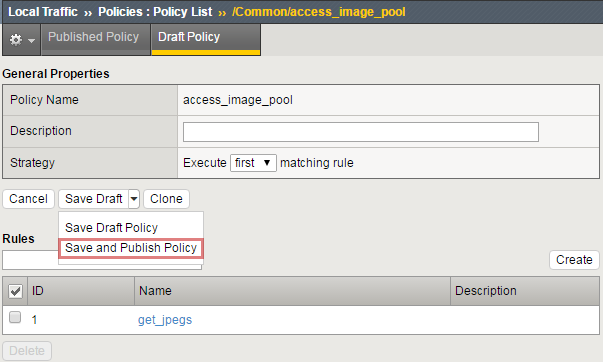 Local Traffic ›› Policies : Policy List ›› /Common/access_image_pool
Published Policy Draft Policy
General Properties
Policy Name access_image_pool
Description
Strategy Execute first matching rule
Cancel Save Draft Clone
Save Draft Policy
Rules
Save and Publish Policy
Create
ID Name Description
1 get_jpegs
Delete